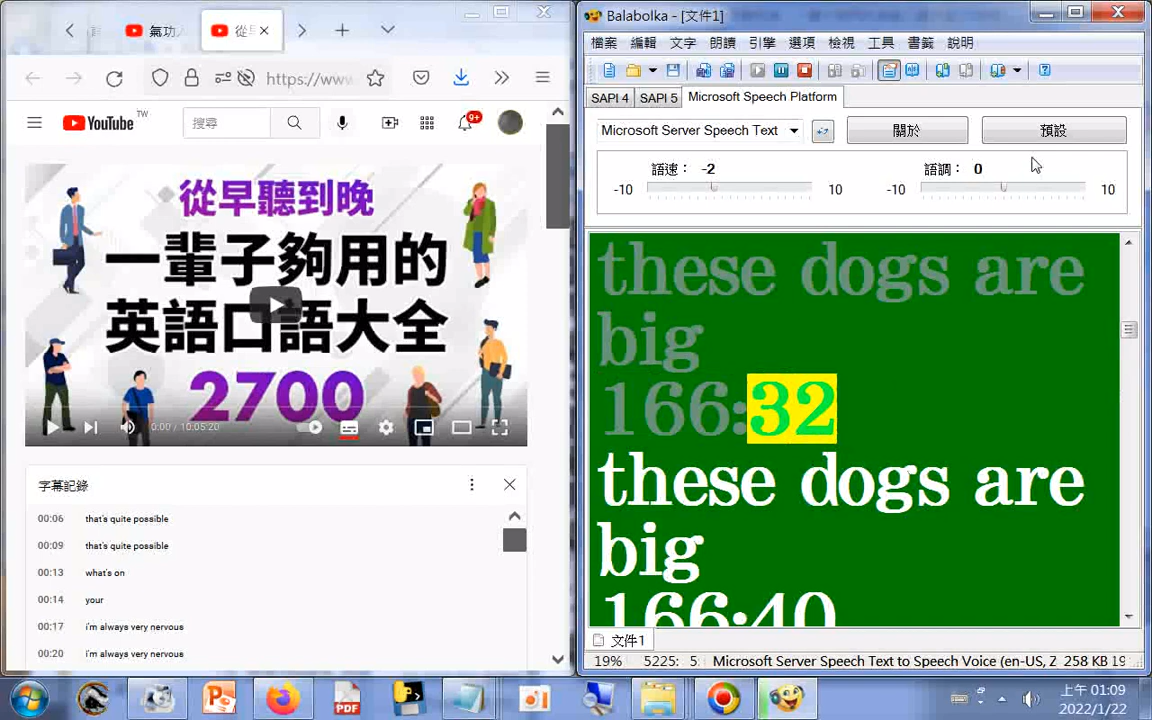 氣功
從
https://www
YouTube TW
搜尋
9+
從早聽到晚
一輩子夠用的
英語口語大全
2700
0:00 / 10:05:20
字幕記錄
00:06 that's quite possible
00:09 that's quite possible
00:13 what's on
00:14 your
00:17 i'm always very nervous
00:20 i'm always very nervous
Balabolka - [文件1]
檔案 編輯 文字 朗讀 引擎 選項 檢視 工具 書籤 說明
SAPI 4 SAPI 5 Microsoft Speech Platform
Microsoft Server Speech Text
關於
預設
語速： -2
語調： 0
-10 10 -10 10
these dogs are
big
166:32
these dogs are
big
166:40
文件1
19% 5225: 5 Microsoft Server Speech Text to Speech Voice (en-US, Z 258 KB 19
PDF
上午 01:09
2022/1/22